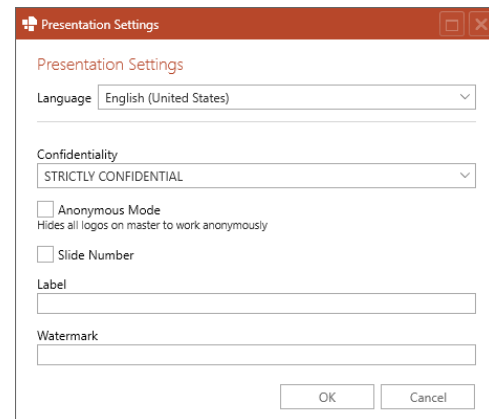 Presentation Settings
Presentation Settings
Language English (United States)
Confidentiality
STRICTLY CONFIDENTIAL
Anonymous Mode
Hides all logos on master to work anonymously
Slide Number
Label
Watermark
OK Cancel